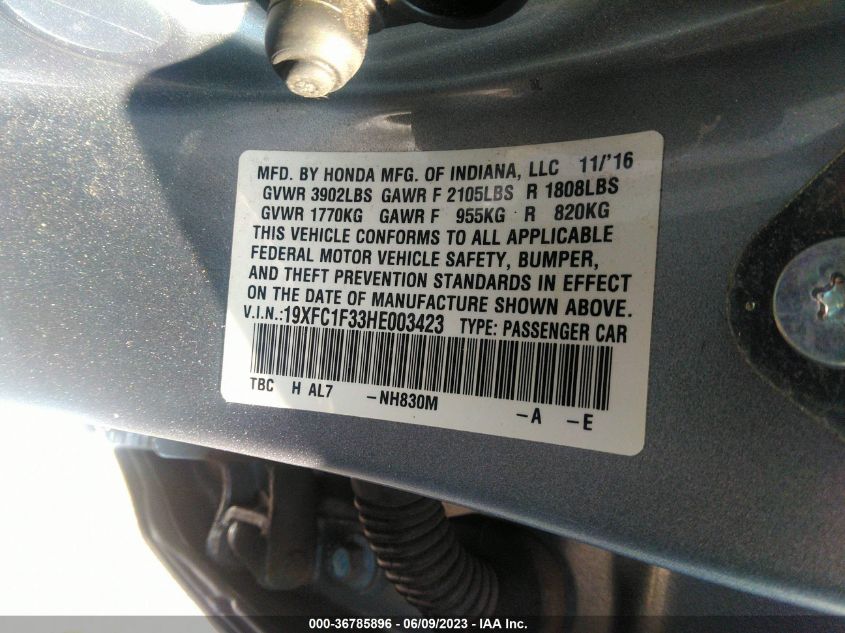 MFD. BY HONDA MFG. OF INDIANA, LLC 11/'16
GVWR 3902LBS GAWR F 2105LBS R 1808LBS
GVWR 1770KG GAWR F 955KG R 820KG
THIS VEHICLE CONFORMS TO ALL APPLICABLE
FEDERAL MOTOR VEHICLE SAFETY, BUMPER,
AND THEFT PREVENTION STANDARDS IN EFFECT
ON THE DATE OF MANUFACTURE SHOWN ABOVE.
V.I.N.:19XFC1F33HE003423 TYPE: PASSENGER CAR
TBC H AL7 -NH830M -A -E
000-36785896 - 06/09/2023 - IAA Inc.